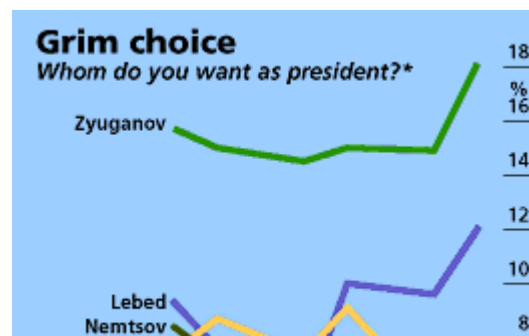 Grim choice
Whom do you want as president?*
18
%
16
Zyuganov
14
12
10
Lebed
Nemtsov
8